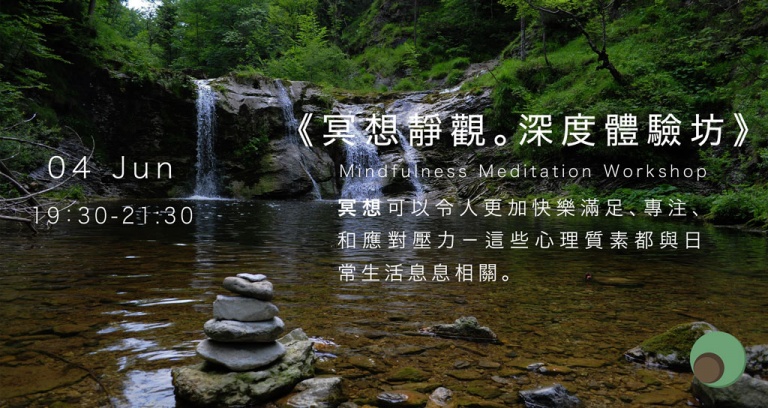 04 Jun
19:30-21:30
《冥想靜觀。深度體驗坊》
Mindfulness Meditation Workshop
冥想可以令人更加快樂滿足、專注、
和應對壓力－這些心理質素都與日
常生活息息相關。